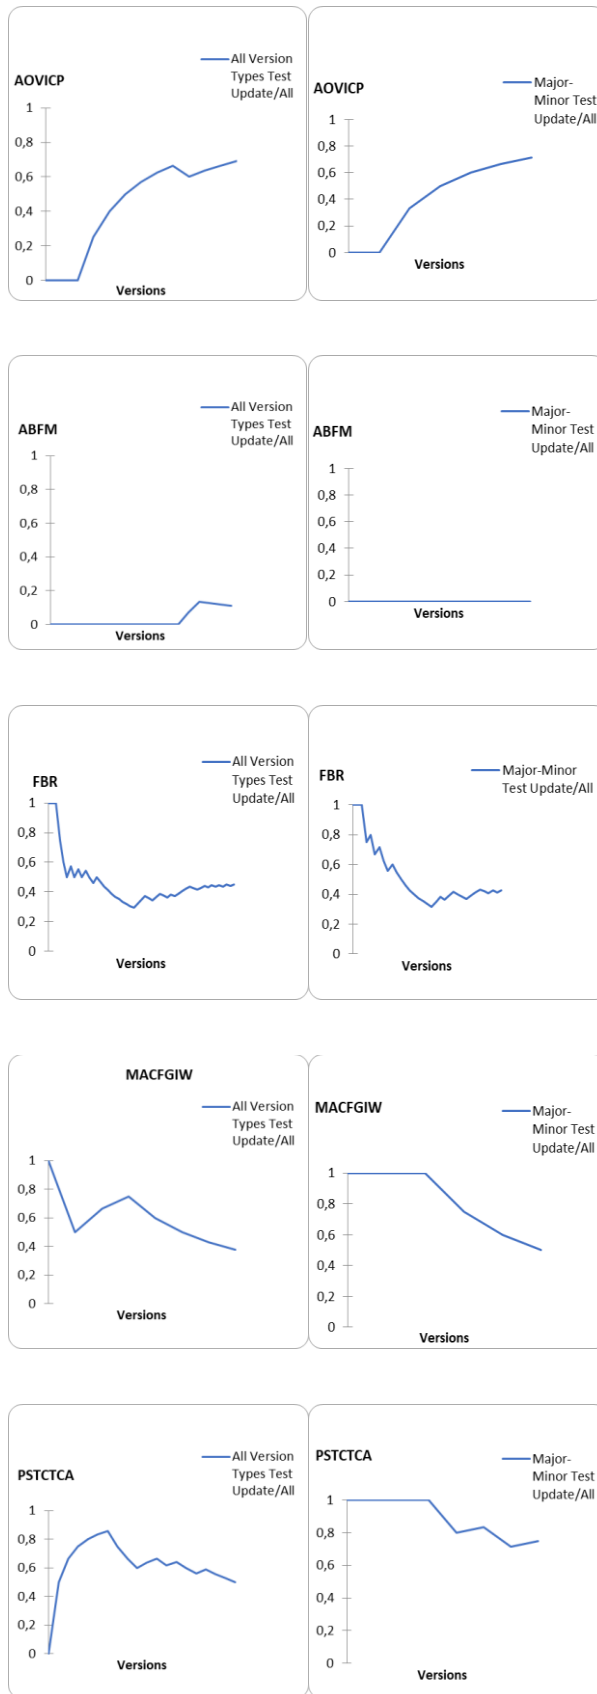 AOVICP
All Version
Types Test
Update/All
1
0,8
0,6
0,4
0,2
0
Versions
AOVICP
Major-
Minor Test
Update/All
1
0,8
0,6
0,4
0,2
0
Versions
ABFM
All Version
Types Test
Update/All
1
0,8
0,6
0,4
0,2
0
Versions
ABFM
Major-
Minor Test
Update/All
1
0,8
0,6
0,4
0,2
0
Versions
FBR
All Version
Types Test
Update/All
1
0,8
0,6
0,4
0,2
0
Versions
FBR
Major-Minor
Test Update/All
1
0,8
0,6
0,4
0,2
0
Versions
MACFGIW
All Version
Types Test
Update/All
1
0,8
0,6
0,4
0,2
0
Versions
MACFGIW
Major-
Minor Test
Update/All
1
0,8
0,6
0,4
0,2
0
Versions
PSTCTCA
All Version
Types Test
Update/All
1
0,8
0,6
0,4
0,2
0
Versions
PSTCTCA
Major-
Minor Test
Update/All
1
0,8
0,6
0,4
0,2
0
Versions